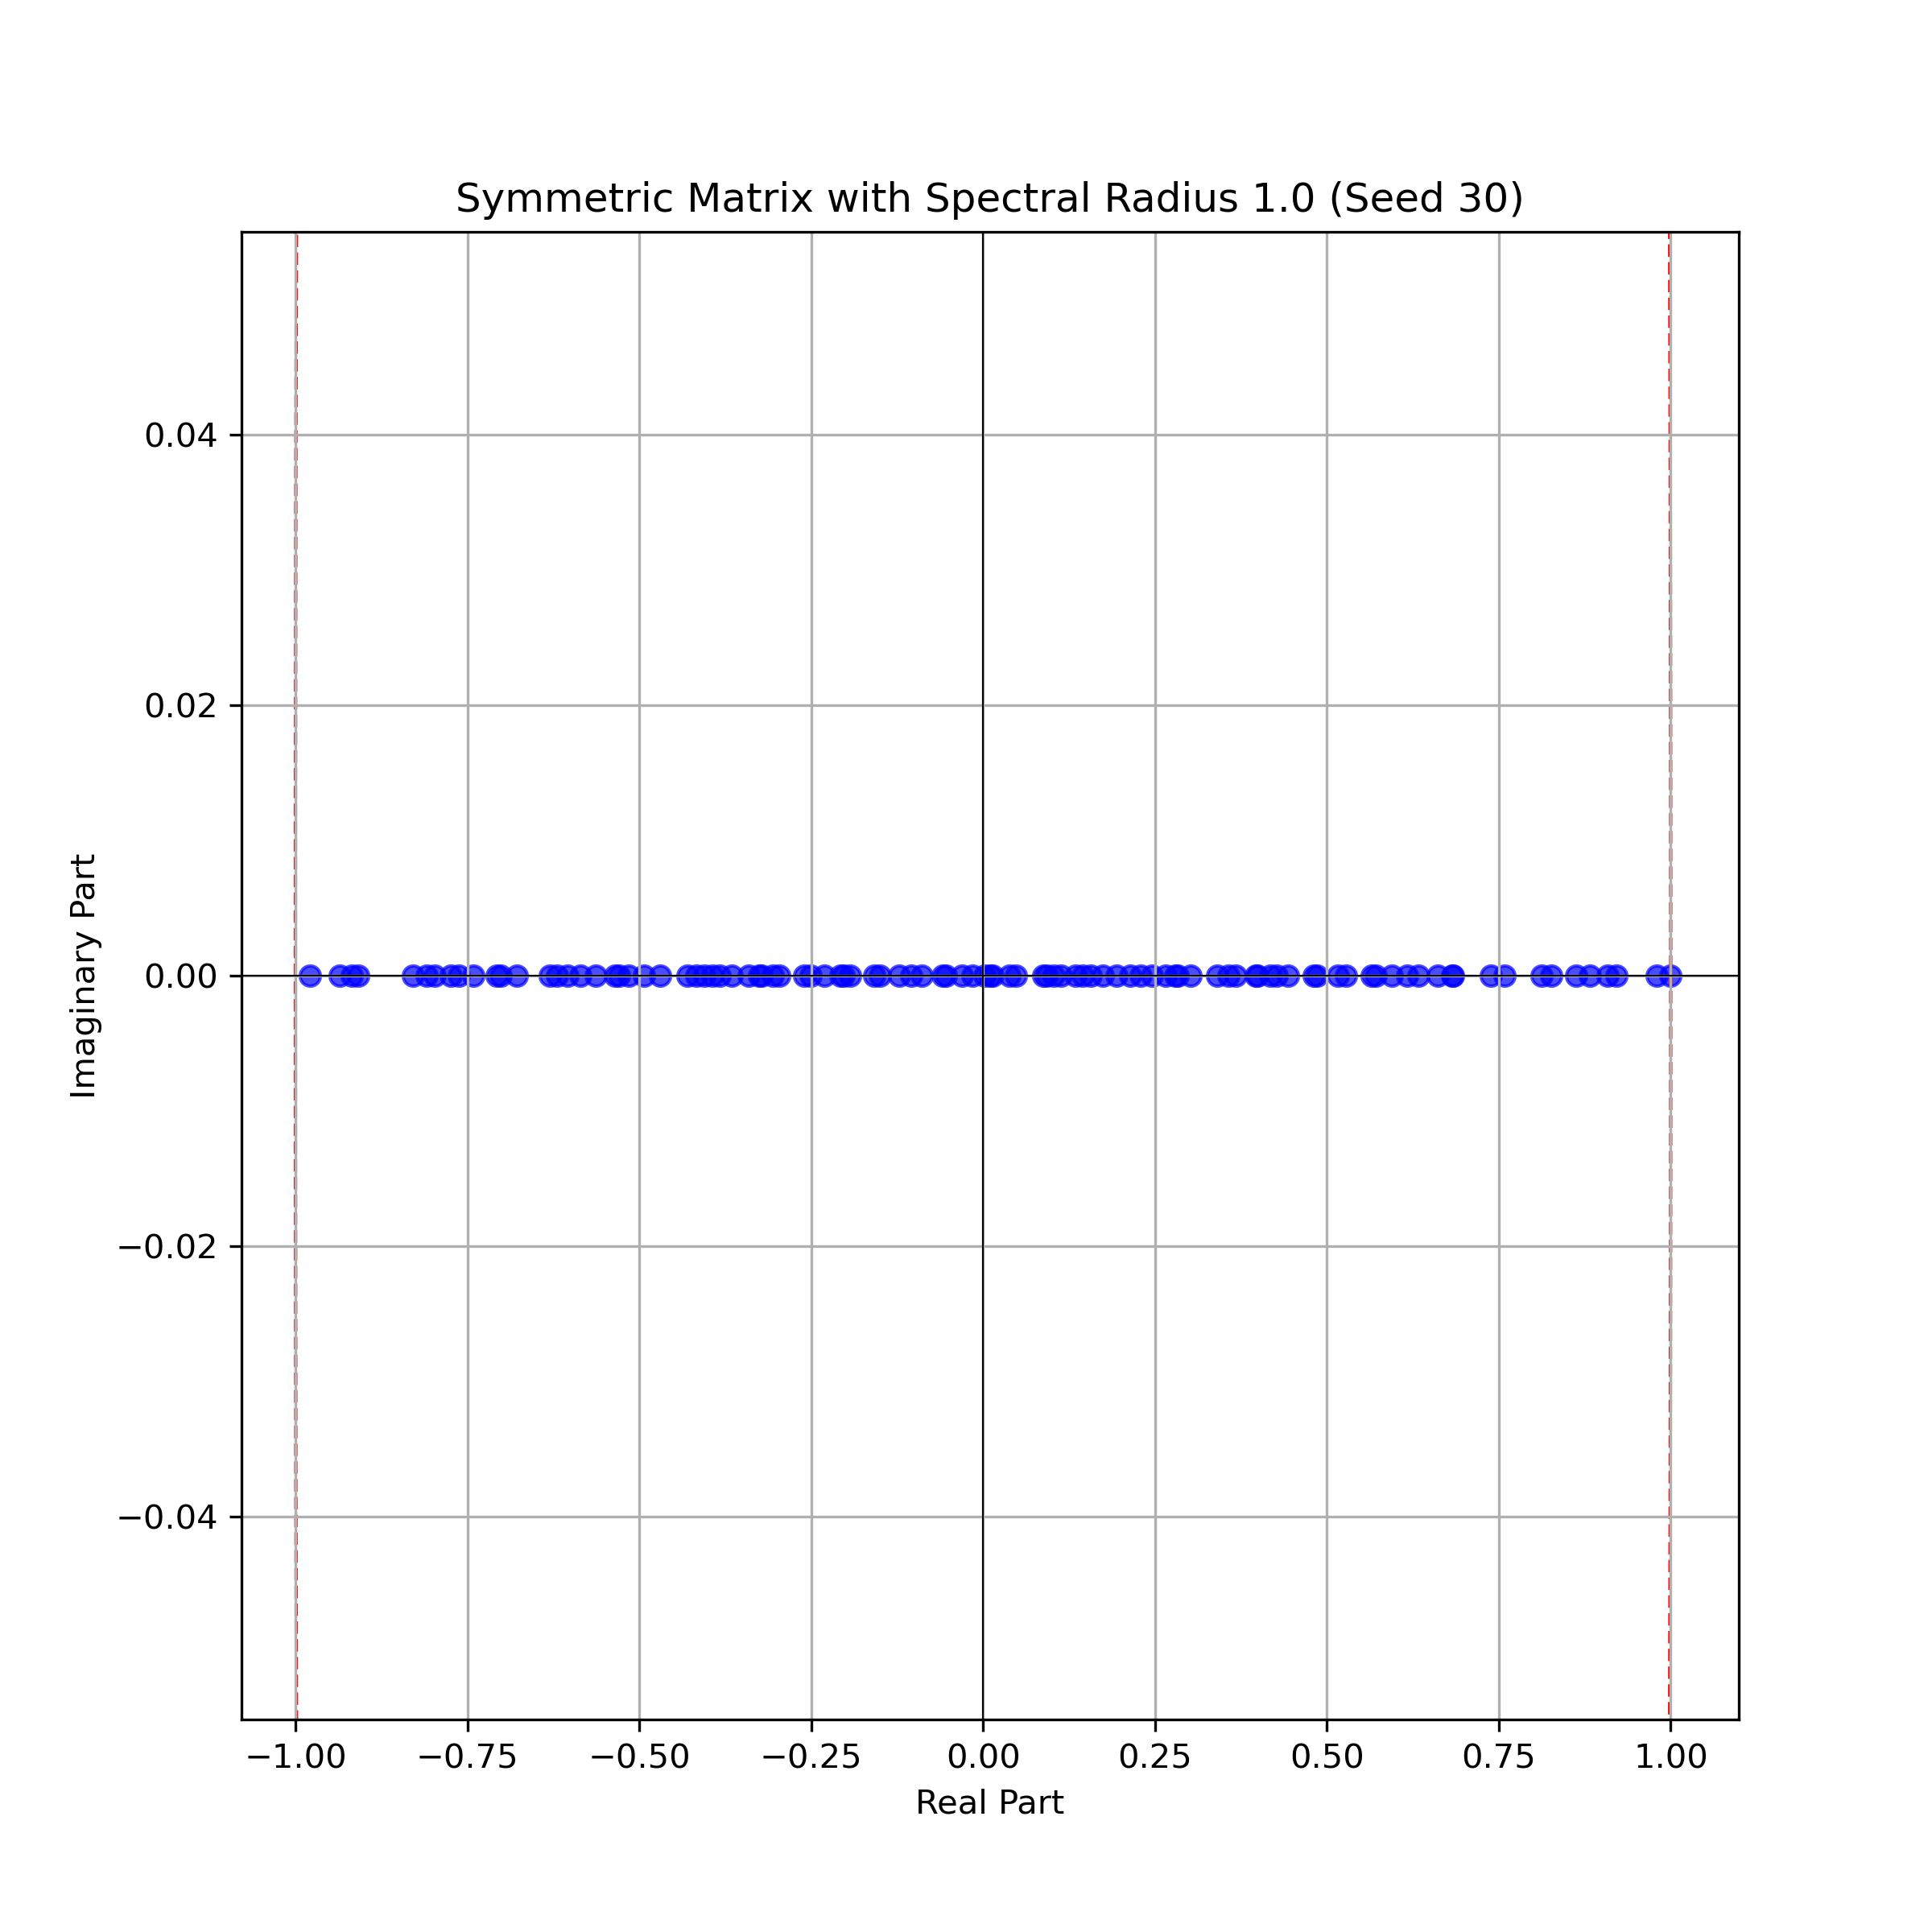 Symmetric Matrix with Spectral Radius 1.0 (Seed 30)
0.04
0.02
0.00
−0.02
−0.04
Imaginary Part
−1.00 −0.75 −0.50 −0.25 0.00 0.25 0.50 0.75 1.00
Real Part